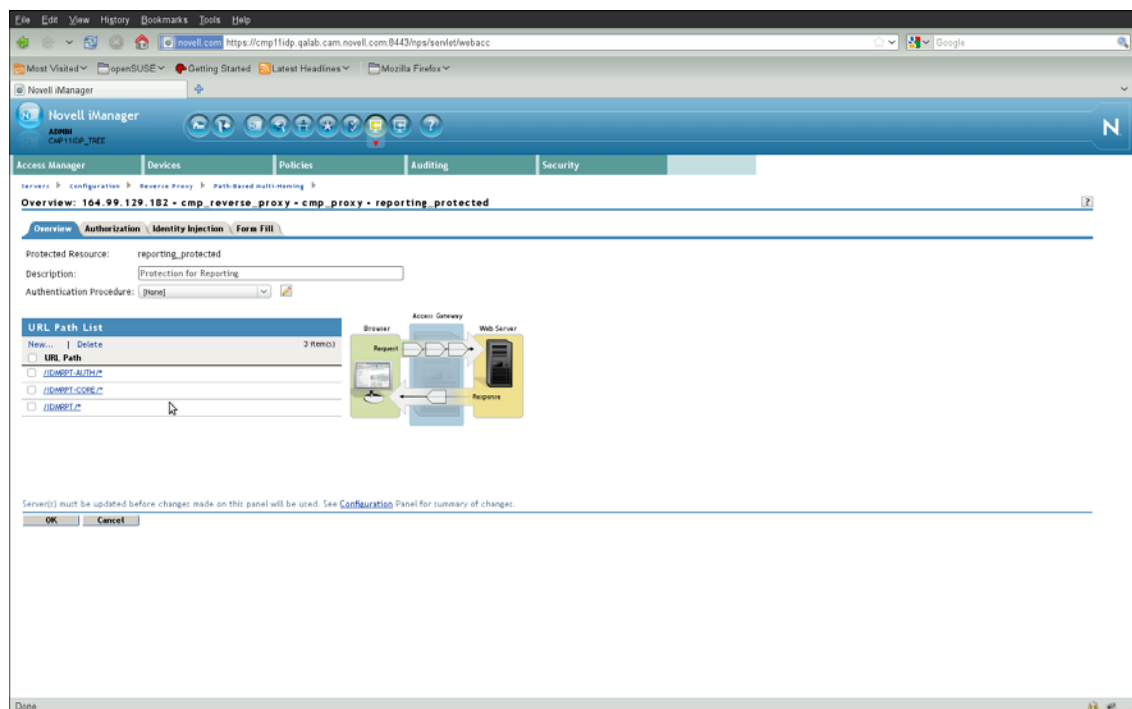 File Edit View History Bookmarks Tools Help
novell.com https://cmp11idp.qalab.cam.novell.com:8443/nps/servlet/webacc
Google
Most Visited openSUSE Getting Started Latest Headlines Mozilla Firefox
Novell iManager
Novell iManager
ADMIN
CMP11IDP_TREE
N
Access Manager Devices Policies Auditing Security
Servers Configuration Reverse Proxy Path-Based Multi-Homing
Overview: 164.99.129.182 - cmp_reverse_proxy - cmp_proxy - reporting_protected
?
Overview Authorization Identity Injection Form Fill
Protected Resource: reporting_protected
Description: Protection for Reporting
Authentication Procedure: [None]
URL Path List
New... | Delete 3 Item(s)
URL Path
/IDMRPT-AUTH/*
/IDMRPT-CORE/*
/IDMRPT/*
Access Gateway
Browser Web Server
Request
Response
Server(s) must be updated before changes made on this panel will be used. See Configuration Panel for summary of changes.
OK Cancel
Done